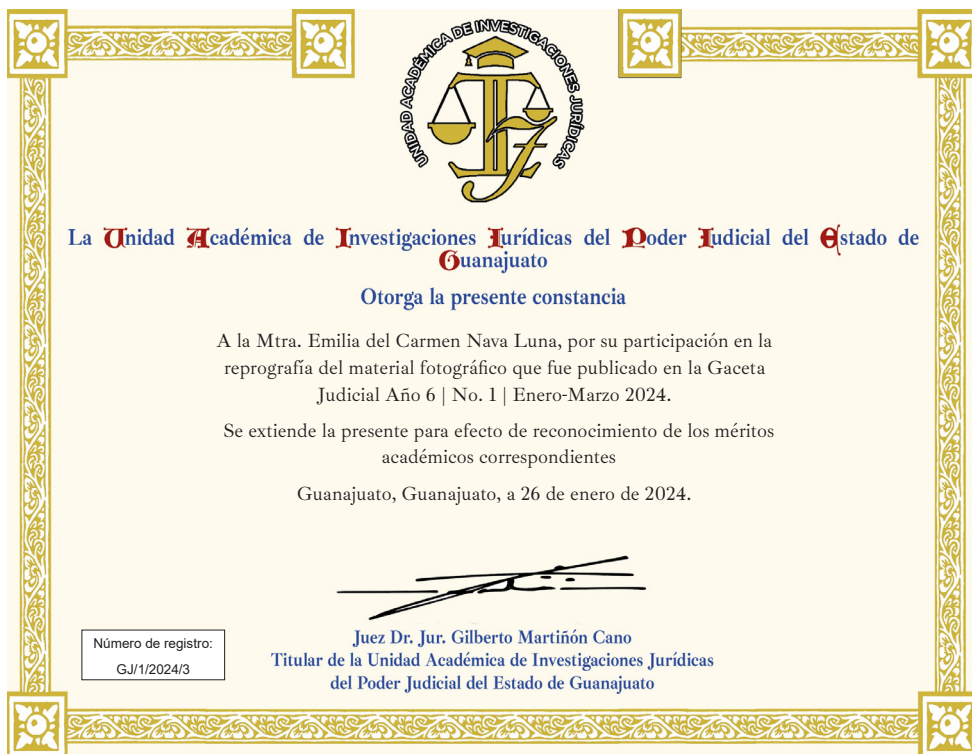 UNIDAD ACADÉMICA DE INVESTIGACIONES JURÍDICAS
La Unidad Académica de Investigaciones Jurídicas del Poder Judicial del Estado de
Guanajuato
Otorga la presente constancia
A la Mtra. Emilia del Carmen Nava Luna, por su participación en la
reprografía del material fotográfico que fue publicado en la Gaceta
Judicial Año 6 | No. 1 | Enero-Marzo 2024.
Se extiende la presente para efecto de reconocimiento de los méritos
académicos correspondientes
Guanajuato, Guanajuato, a 26 de enero de 2024.
Juez Dr. Jur. Gilberto Martiñón Cano
Titular de la Unidad Académica de Investigaciones Jurídicas
del Poder Judicial del Estado de Guanajuato
Número de registro:
GJ/1/2024/3